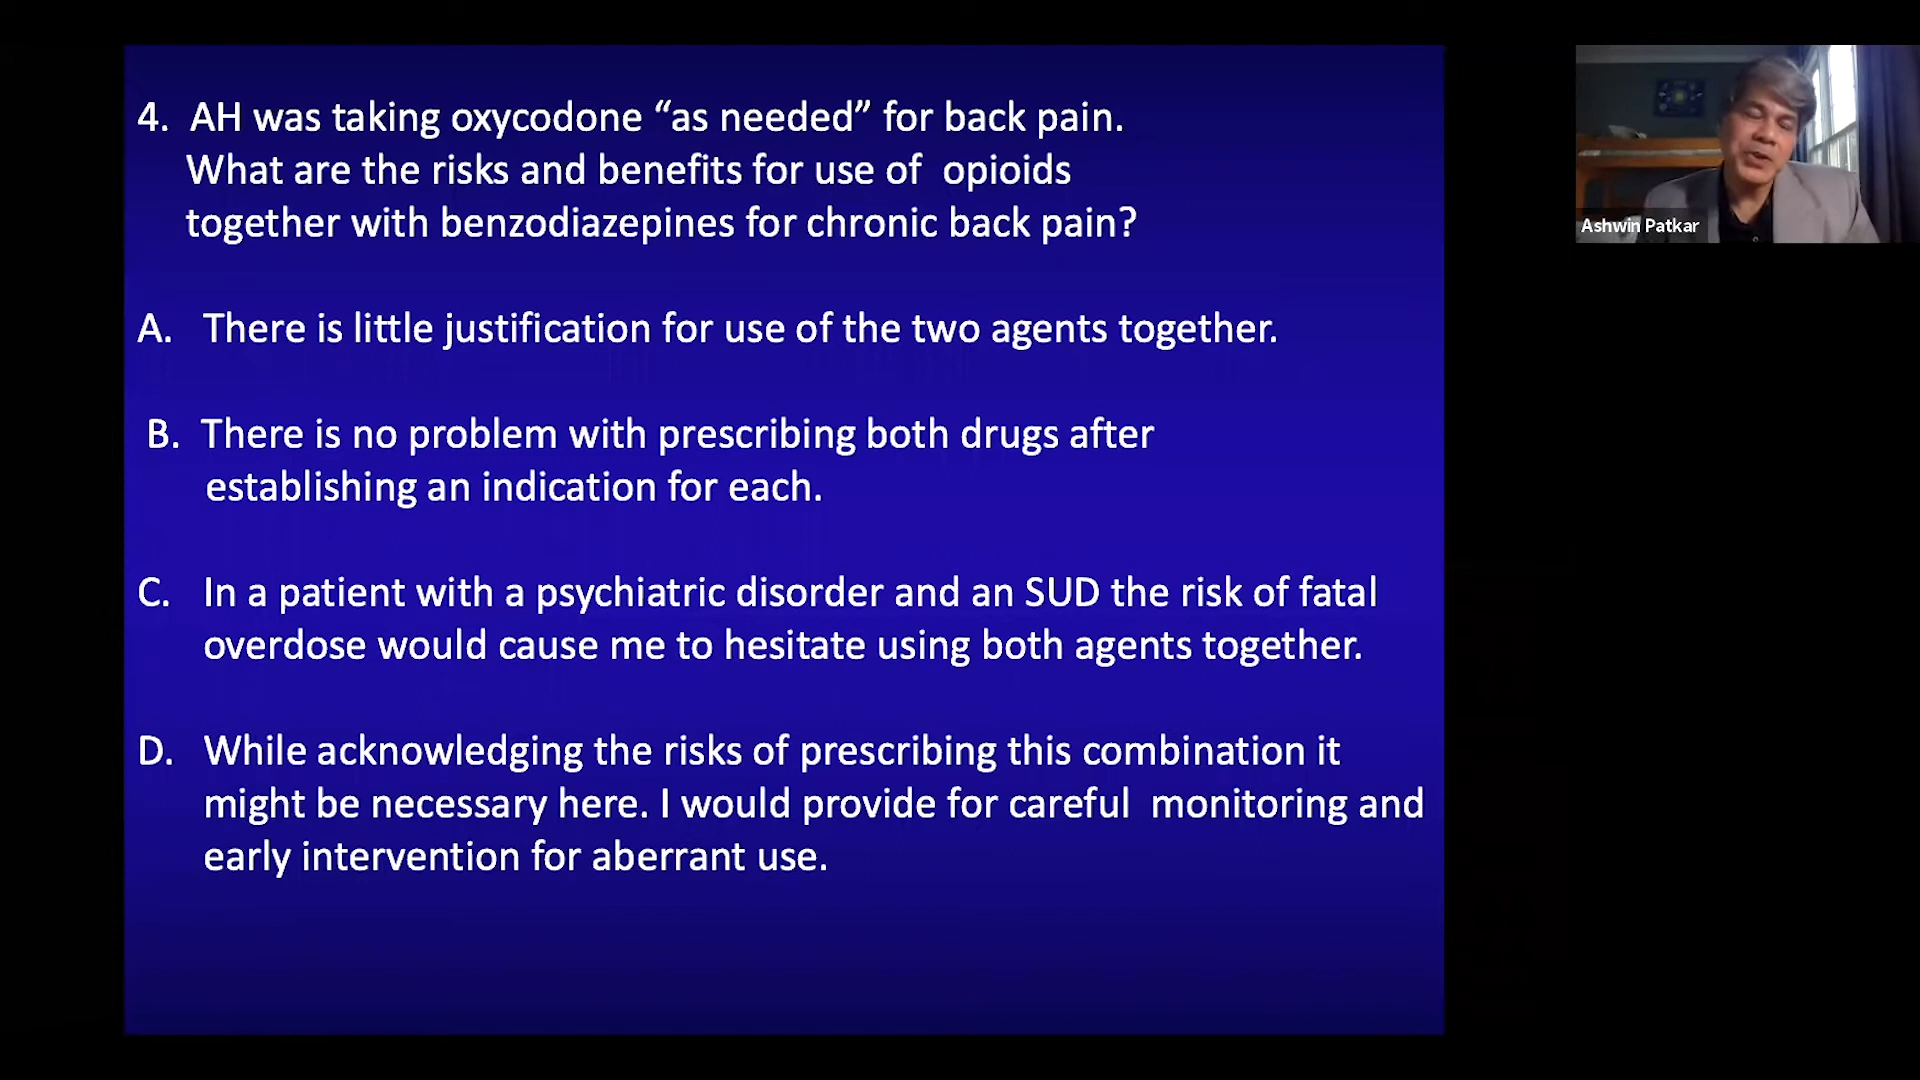 4. AH was taking oxycodone “as needed” for back pain.
What are the risks and benefits for use of opioids
together with benzodiazepines for chronic back pain?
A. There is little justification for use of the two agents together.
B. There is no problem with prescribing both drugs after
establishing an indication for each.
C. In a patient with a psychiatric disorder and an SUD the risk of fatal
overdose would cause me to hesitate using both agents together.
D. While acknowledging the risks of prescribing this combination it
might be necessary here. I would provide for careful monitoring and
early intervention for aberrant use.
Ashwin Patkar